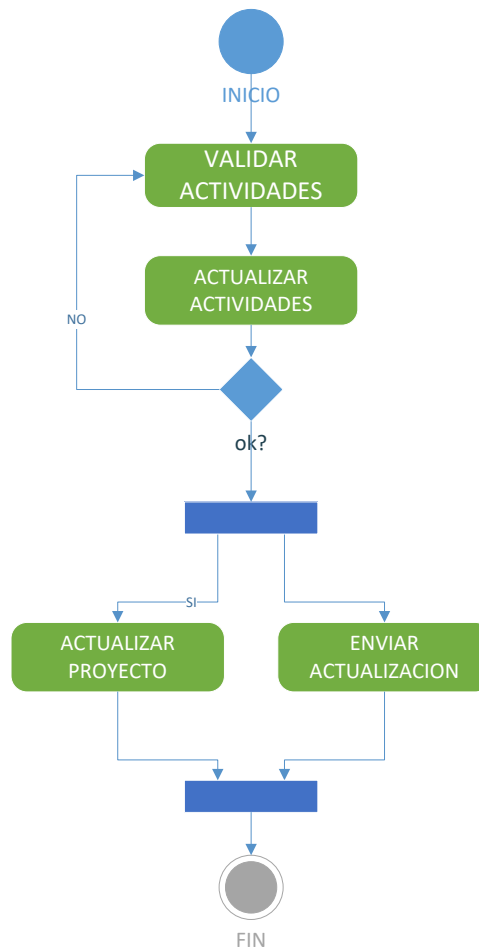 INICIO
VALIDAR
ACTIVIDADES
ACTUALIZAR
ACTIVIDADES
NO
ok?
SI
ACTUALIZAR
PROYECTO
ENVIAR
ACTUALIZACION
FIN